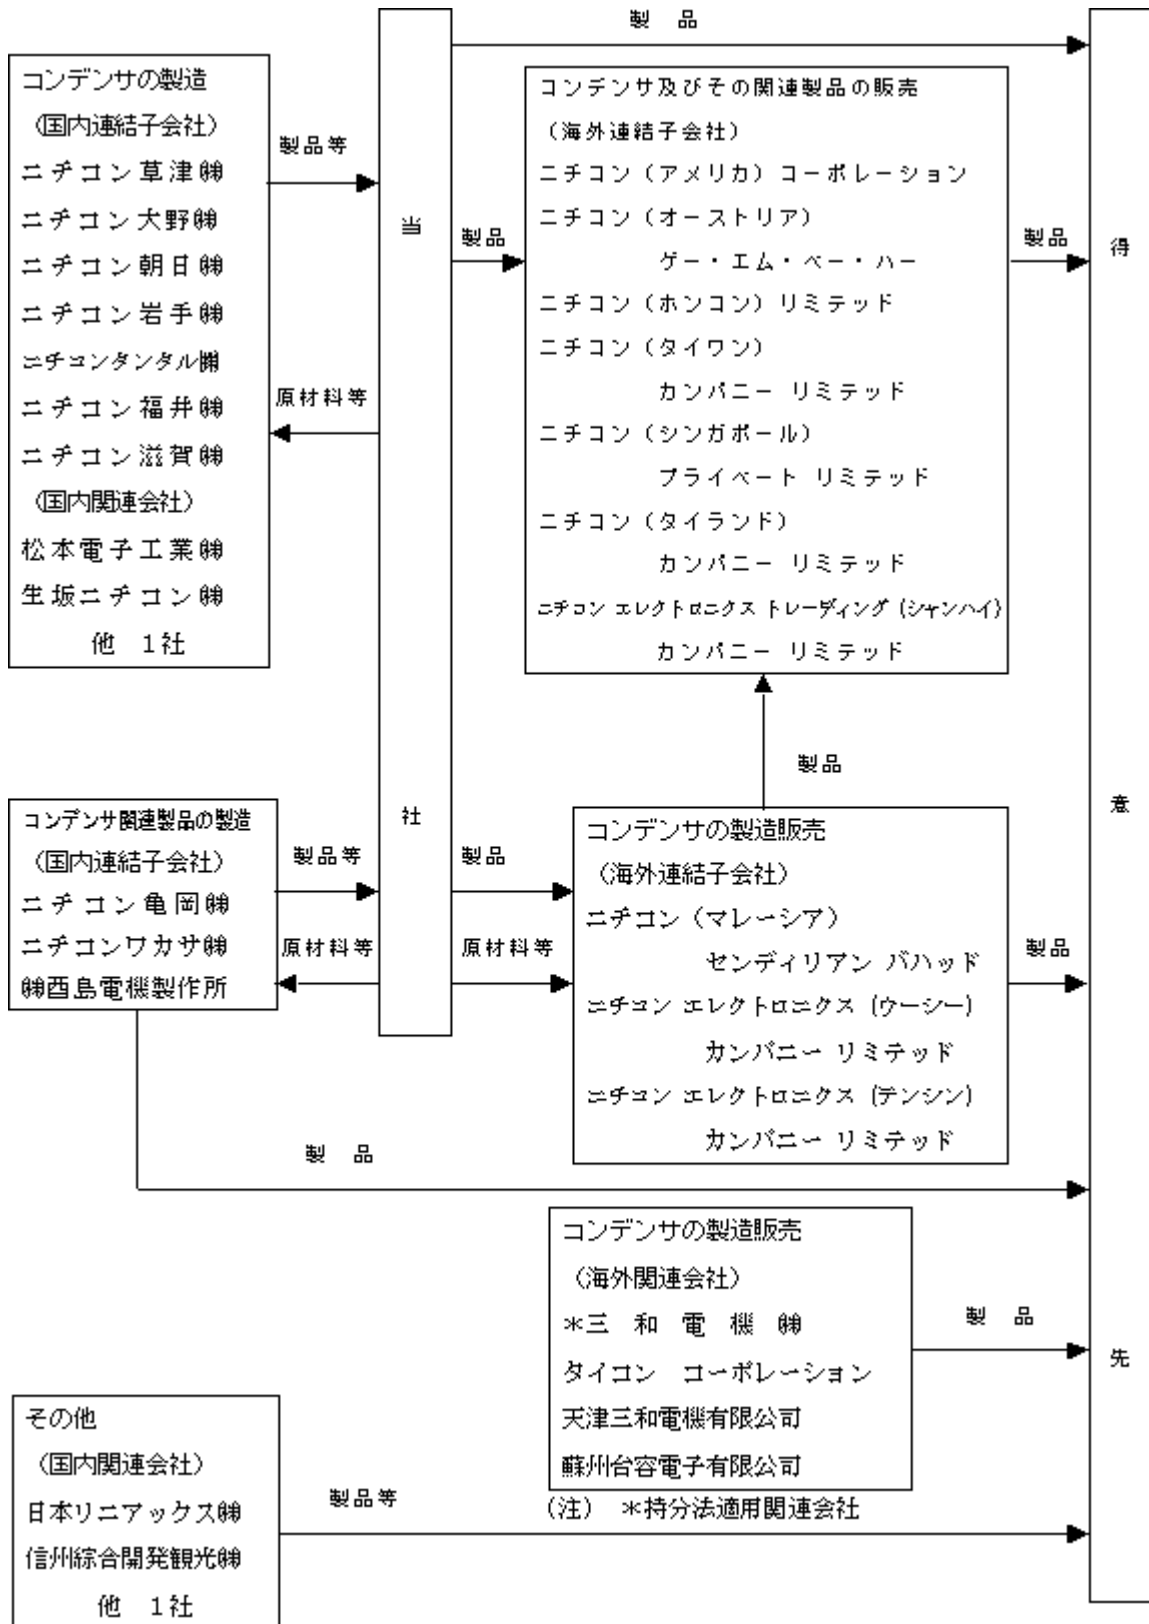 製　品
コンデンサの製造
（国内連結子会社）
ニチコン草津㈱
ニチコン大野㈱
ニチコン朝日㈱
ニチコン岩手㈱
ニチコンタンタル㈱
ニチコン福井㈱
ニチコン滋賀㈱
（国内関連会社）
松本電子工業㈱
生坂ニチコン㈱
他　1社
製品等
原材料等
当
社
製品
コンデンサ及びその関連製品の販売
（海外連結子会社）
ニチコン（アメリカ）コーポレーション
ニチコン（オーストリア）
ゲー・エム・ベー・ハー
ニチコン（ホンコン）リミテッド
ニチコン（タイワン）
カンパニー リミテッド
ニチコン（シンガポール）
プライベート リミテッド
ニチコン（タイランド）
カンパニー リミテッド
ニチコン エレクトロニクス トレーディング (シャンハイ)
カンパニー リミテッド
製品
得
意
先
製品
コンデンサ関連製品の製造
（国内連結子会社）
ニチコン亀岡㈱
ニチコンワカサ㈱
㈱酉島電機製作所
製品等
原材料等
製品
原材料等
コンデンサの製造販売
（海外連結子会社）
ニチコン（マレーシア）
センディリアン バハッド
ニチコン エレクトロニクス (ウーシー)
カンパニー リミテッド
ニチコン エレクトロニクス (テンシン)
カンパニー リミテッド
製品
製　品
コンデンサの製造販売
（海外関連会社）
＊三　和　電　機　㈱
タイコン　コーポレーション
天津三和電機有限公司
蘇州台容電子有限公司
製　品
（注）　＊持分法適用関連会社
その他
（国内関連会社）
日本リニアックス㈱
信州綜合開発観光㈱
他　1社
製品等